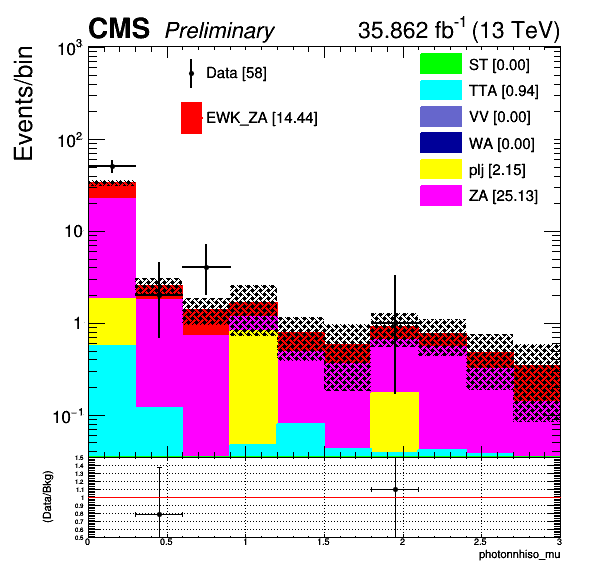 CMS Preliminary 35.862 fb⁻¹ (13 TeV)
Events/bin
10³
10²
10
1
10⁻¹
Data [58]
EWK_ZA [14.44]
ST [0.00]
TTA [0.94]
VV [0.00]
WA [0.00]
plj [2.15]
ZA [25.13]
(Data/Bkg)
1.5
1.4
1.3
1.2
1.1
1
0.9
0.8
0.7
0.6
0.5
0 0.5 1 1.5 2 2.5 3
photonnhiso_mu